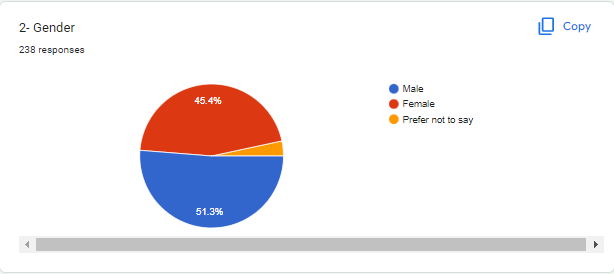 2- Gender
Copy
238 responses
45.4%
51.3%
Male
Female
Prefer not to say